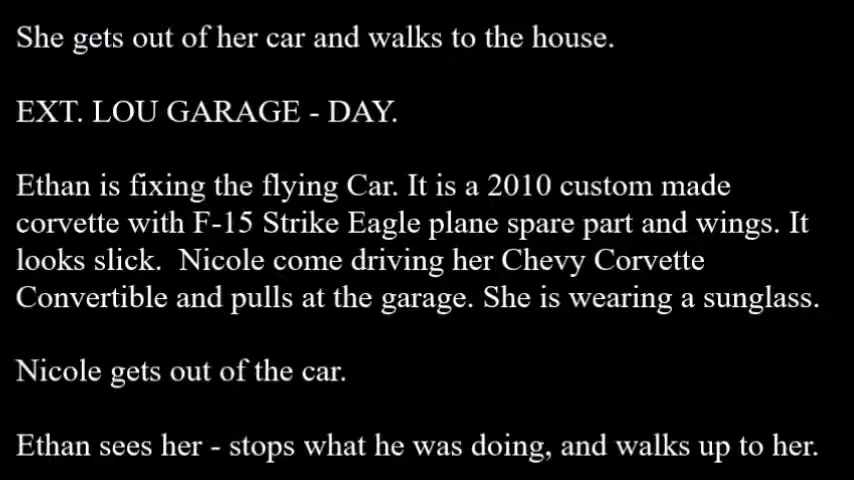 She gets out of her car and walks to the house.
EXT. LOU GARAGE - DAY.
Ethan is fixing the flying Car. It is a 2010 custom made
corvette with F-15 Strike Eagle plane spare part and wings. It
looks slick.  Nicole come driving her Chevy Corvette
Convertible and pulls at the garage. She is wearing a sunglass.
Nicole gets out of the car.
Ethan sees her - stops what he was doing, and walks up to her.